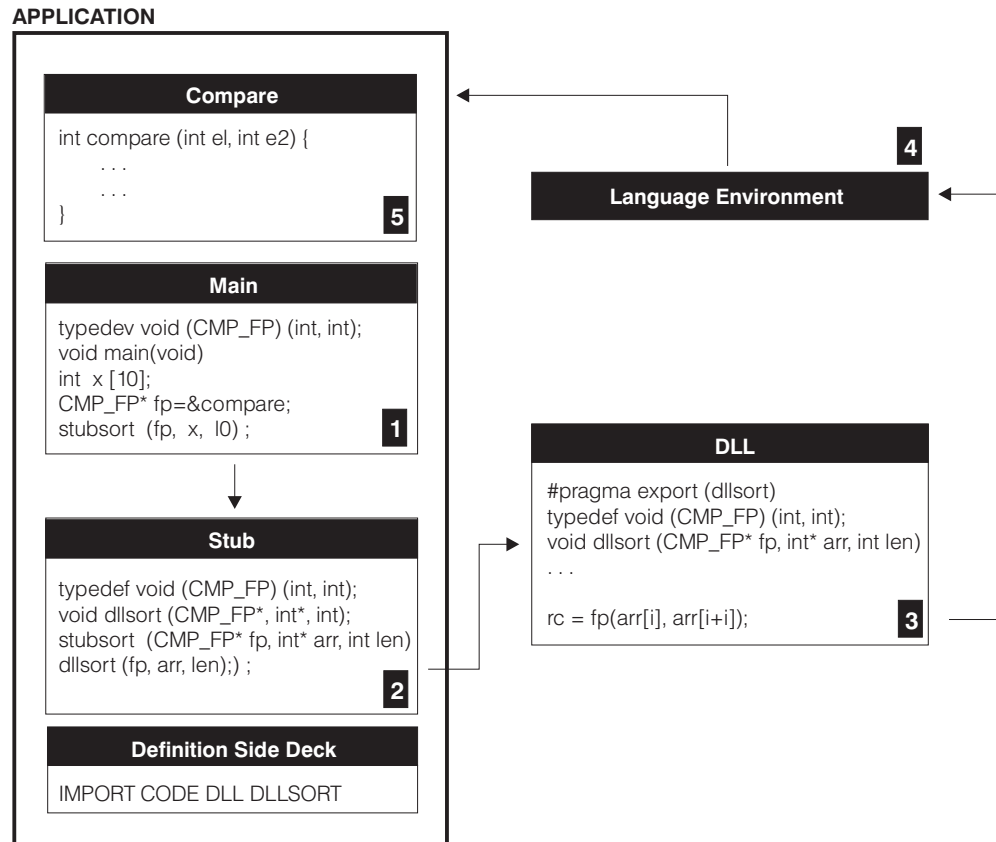 APPLICATION
Compare
int compare (int el, int e2) {
. . .
. . .
}
5
Main
typedev void (CMP_FP) (int, int);
void main(void)
int x [10];
CMP_FP* fp=&compare;
stubsort (fp, x, l0) ;
1
Stub
typedef void (CMP_FP) (int, int);
void dllsort (CMP_FP*, int*, int);
stubsort (CMP_FP* fp, int* arr, int len)
dllsort (fp, arr, len);) ;
2
Definition Side Deck
IMPORT CODE DLL DLLSORT
4
Language Environment
DLL
#pragma export (dllsort)
typedef void (CMP_FP) (int, int);
void dllsort (CMP_FP* fp, int* arr, int len)
. . .
rc = fp(arr[i], arr[i+i]);
3